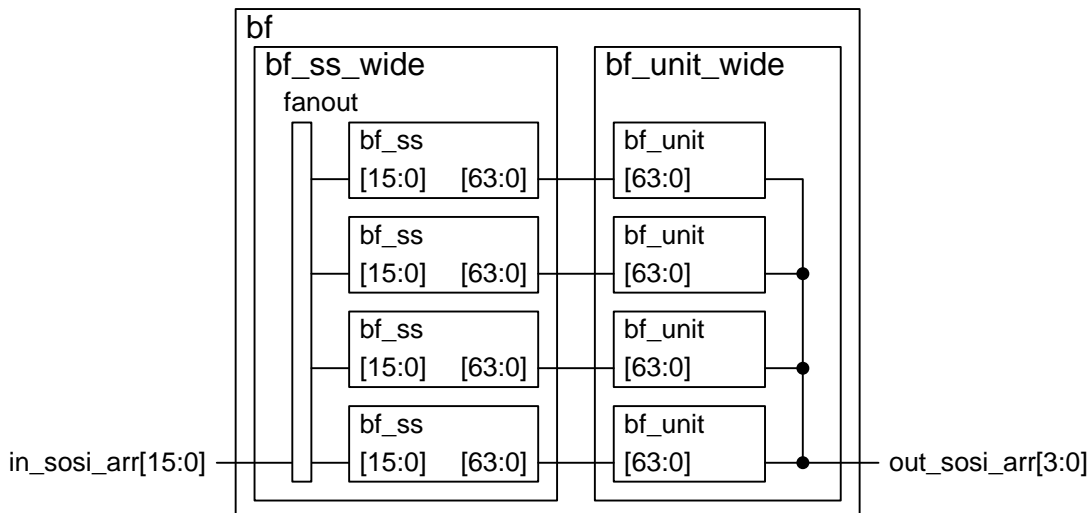 bf
bf_ss_wide
bf_unit_wide
fanout
bf_ss
bf_unit
[15:0] [63:0]
[63:0]
bf_ss
bf_unit
[15:0] [63:0]
[63:0]
bf_ss
bf_unit
[15:0] [63:0]
[63:0]
bf_ss
bf_unit
in_sosi_arr[15:0]
[15:0] [63:0]
[63:0]
out_sosi_arr[3:0]